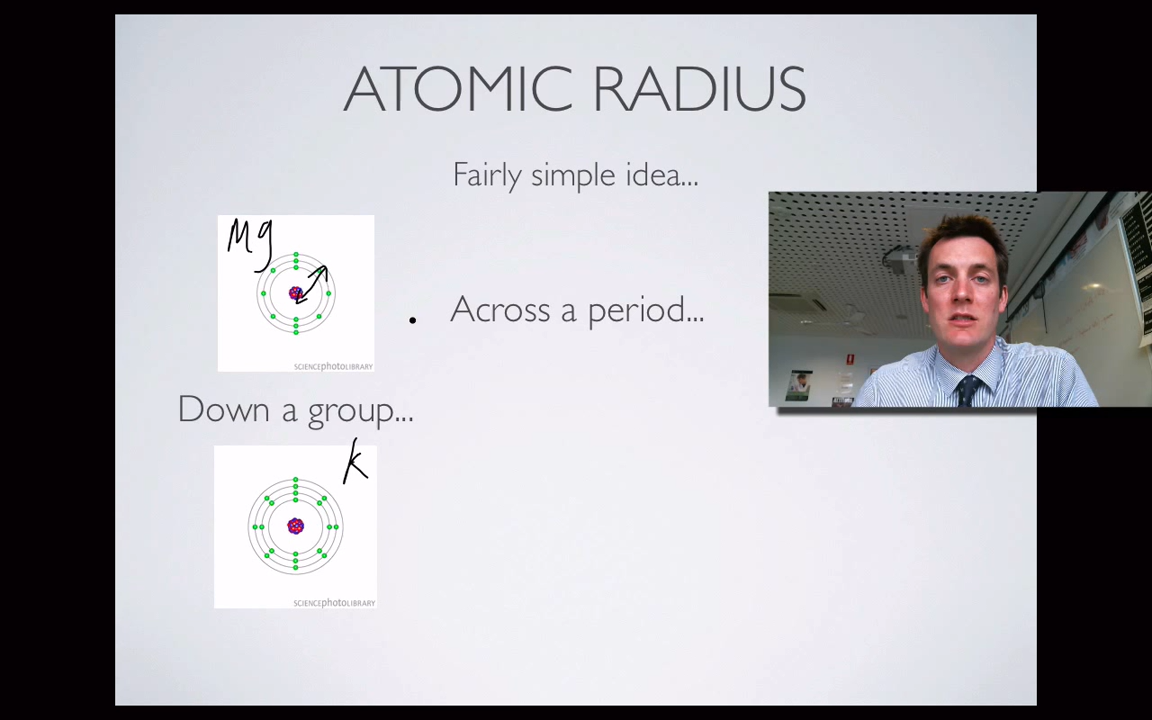 ATOMIC RADIUS
Fairly simple idea...
Mg
SCIENCEphotoLIBRARY
Across a period...
Down a group...
K
SCIENCEphotoLIBRARY